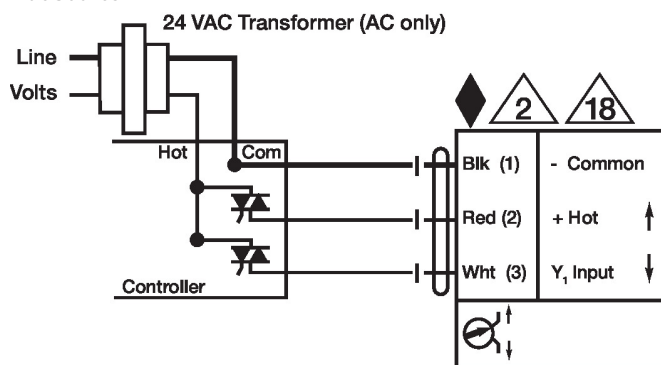 24 VAC Transformer (AC only)
Line
Volts
2
18
Hot
Com
Blk (1)
- Common
Red (2)
+ Hot
Wht (3)
Y₁ Input
Controller